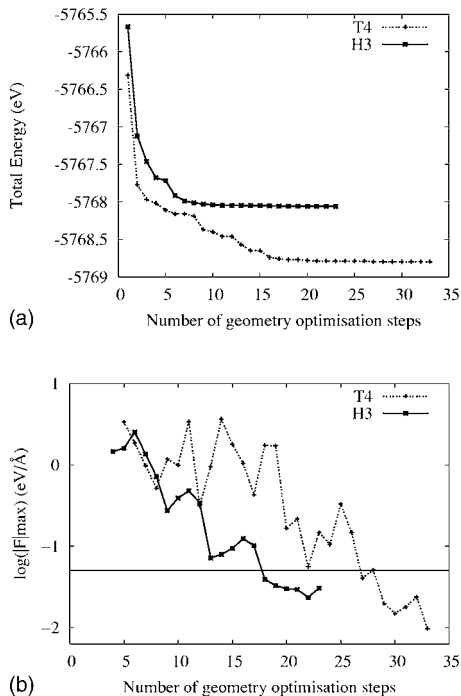 -5765.5
-5766
-5766.5
-5767
-5767.5
-5768
-5768.5
-5769
Total Energy (eV)
T4
H3
0 5 10 15 20 25 30 35
Number of geometry optimisation steps
(a)
1
0
−1
−2
log(|F|max) (eV/Å)
T4
H3
0 5 10 15 20 25 30 35
Number of geometry optimisation steps
(b)